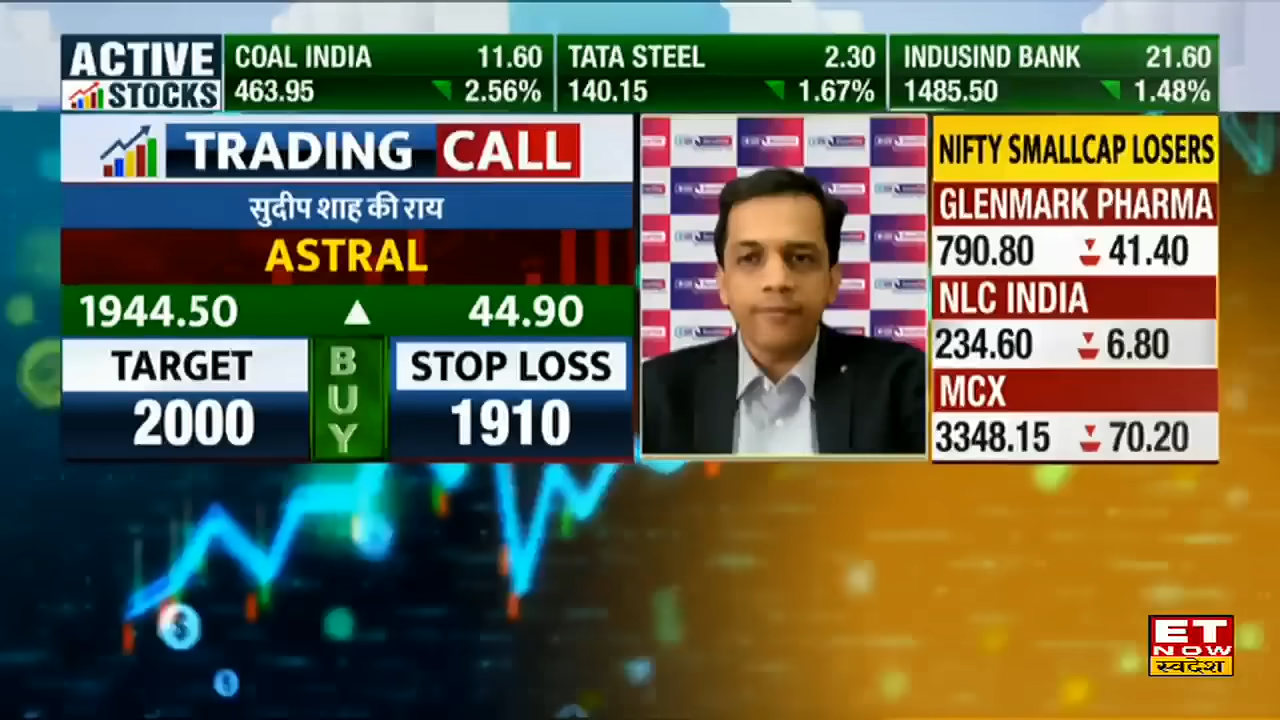 ACTIVE
STOCKS
COAL INDIA 11.60
463.95 2.56%
TATA STEEL 2.30
140.15 1.67%
INDUSIND BANK 21.60
1485.50 1.48%
TRADING CALL
सुदीप शाह की राय
ASTRAL
1944.50 ▲ 44.90
TARGET
2000
BUY
STOP LOSS
1910
NIFTY SMALLCAP LOSERS
GLENMARK PHARMA
790.80 41.40
NLC INDIA
234.60 6.80
MCX
3348.15 70.20
$
$
ET
NOW
स्वदेश